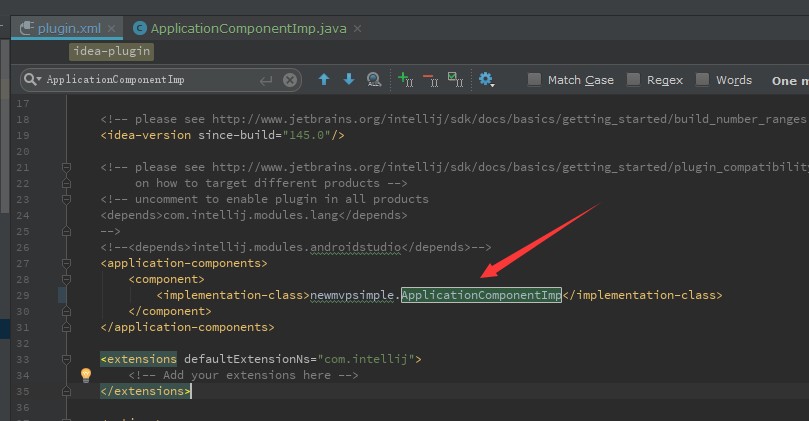 plugin.xml
ApplicationComponentImp.java
idea-plugin
ApplicationComponentImp
Match Case
Regex
Words
One m
17
18 <!-- please see http://www.jetbrains.org/intellij/sdk/docs/basics/getting_started/build_number_ranges
19 <idea-version since-build="145.0"/>
20
21 <!-- please see http://www.jetbrains.org/intellij/sdk/docs/basics/getting_started/plugin_compatibility
22 on how to target different products -->
23 <!-- uncomment to enable plugin in all products
24 <depends>com.intellij.modules.lang</depends>
25 -->
26 <!--<depends>intellij.modules.androidstudio</depends>-->
27 <application-components>
28 <component>
29 <implementation-class>newmvpsimple.ApplicationComponentImp</implementation-class>
30 </component>
31 </application-components>
32
33 <extensions defaultExtensionNs="com.intellij">
34 <!-- Add your extensions here -->
35 </extensions>
36